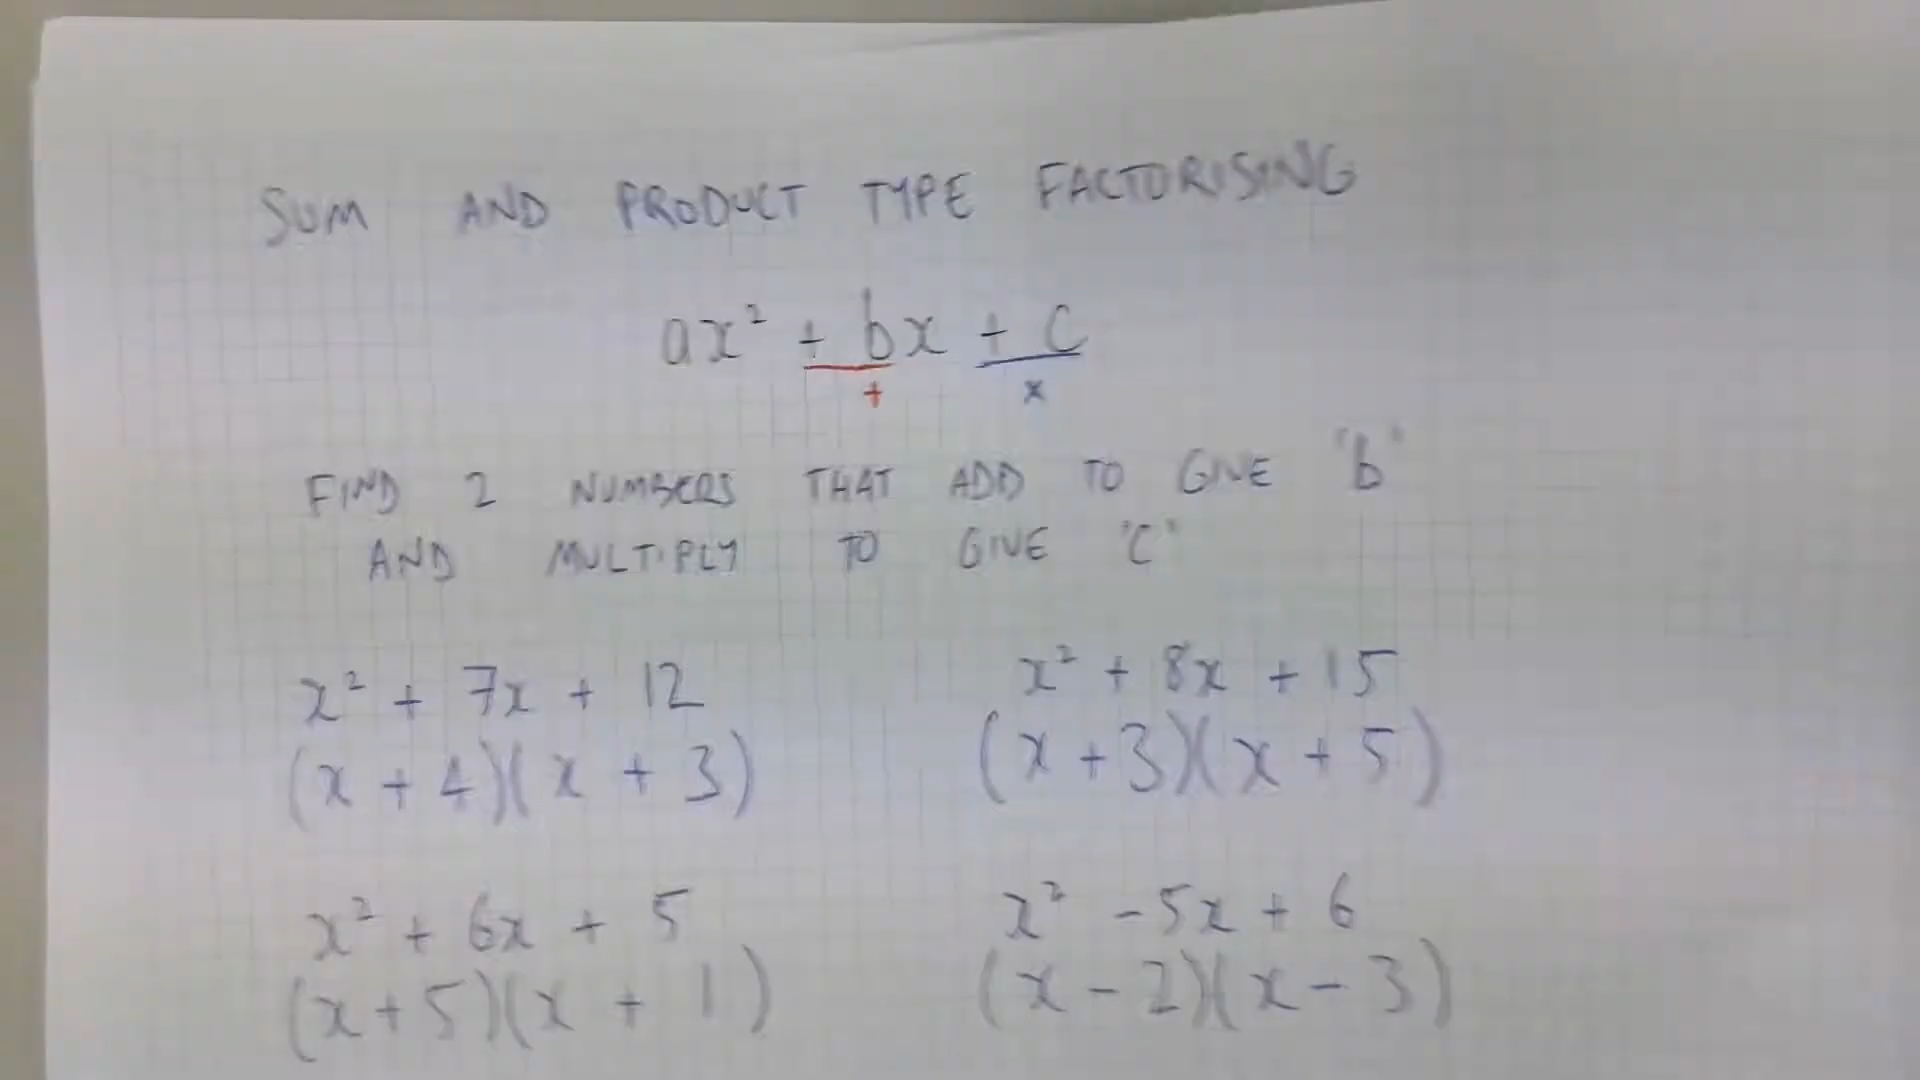 SUM AND PRODUCT TYPE FACTORISING
ax² + bx + c
+ x
FIND 2 NUMBERS THAT ADD TO GIVE "b"
AND MULTIPLY TO GIVE "C"
x² + 7x + 12
(x + 4)(x + 3)
x² + 8x + 15
(x + 3)(x + 5)
x² + 6x + 5
(x + 5)(x + 1)
x² - 5x + 6
(x - 2)(x - 3)